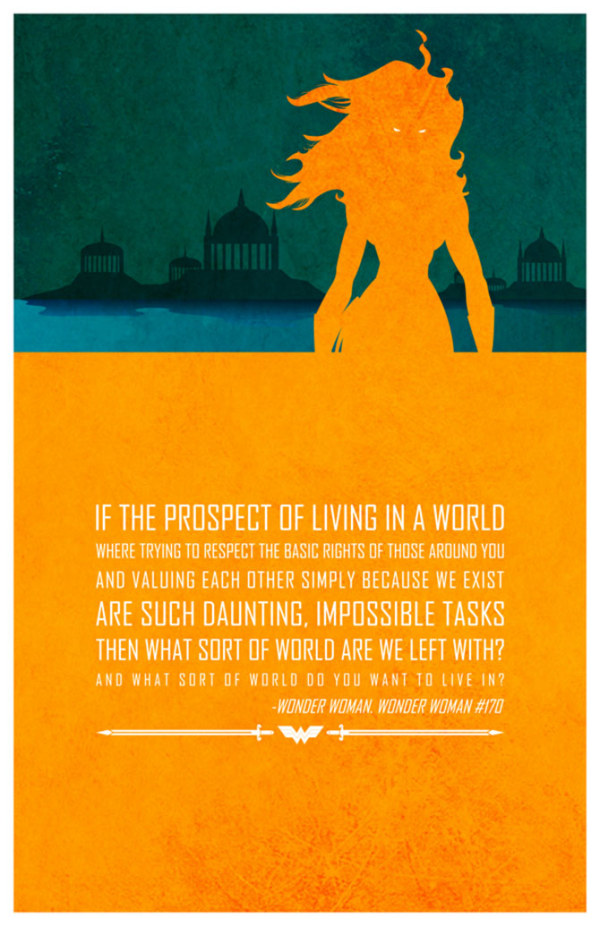 IF THE PROSPECT OF LIVING IN A WORLD
WHERE TRYING TO RESPECT THE BASIC RIGHTS OF THOSE AROUND YOU
AND VALUING EACH OTHER SIMPLY BECAUSE WE EXIST
ARE SUCH DAUNTING, IMPOSSIBLE TASKS
THEN WHAT SORT OF WORLD ARE WE LEFT WITH?
AND WHAT SORT OF WORLD DO YOU WANT TO LIVE IN?
-WONDER WOMAN. WONDER WOMAN #170